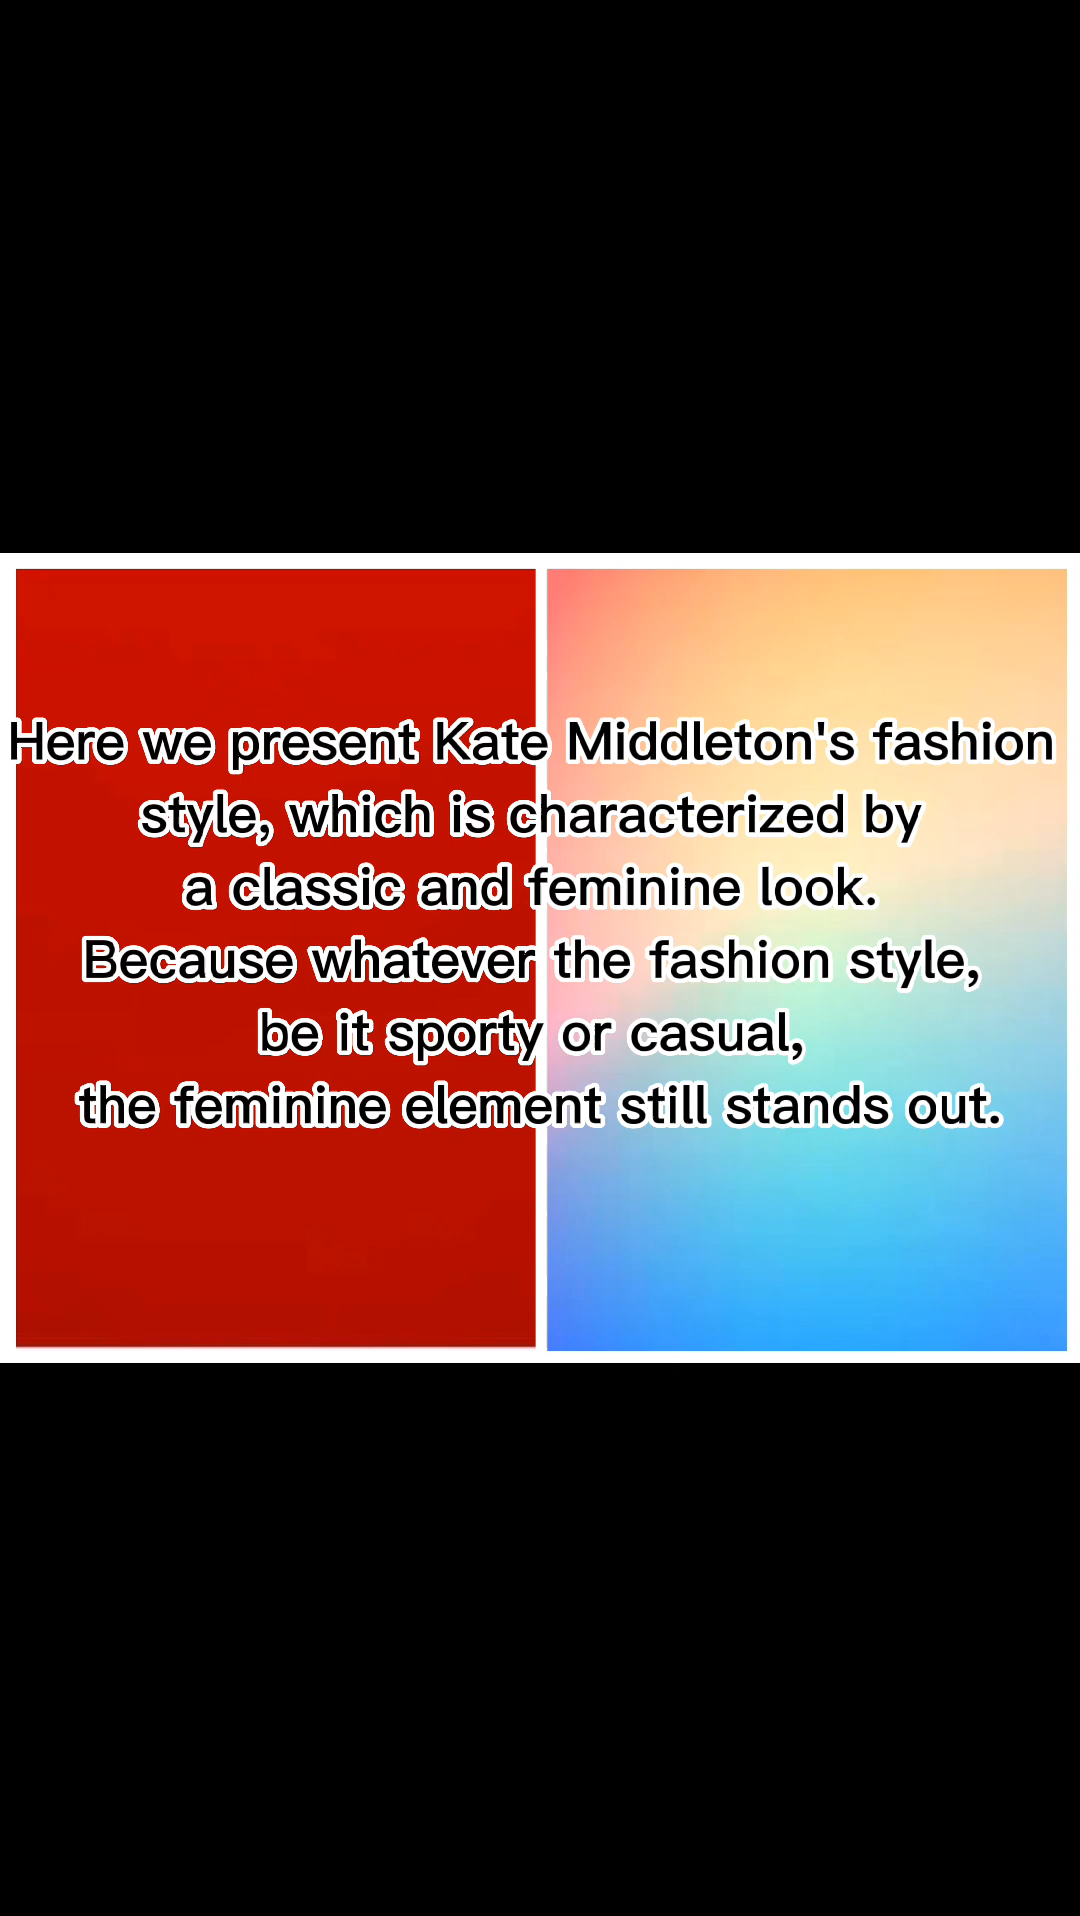 Here we present Kate Middleton's fashion
style, which is characterized by
a classic and feminine look.
Because whatever the fashion style,
be it sporty or casual,
the feminine element still stands out.